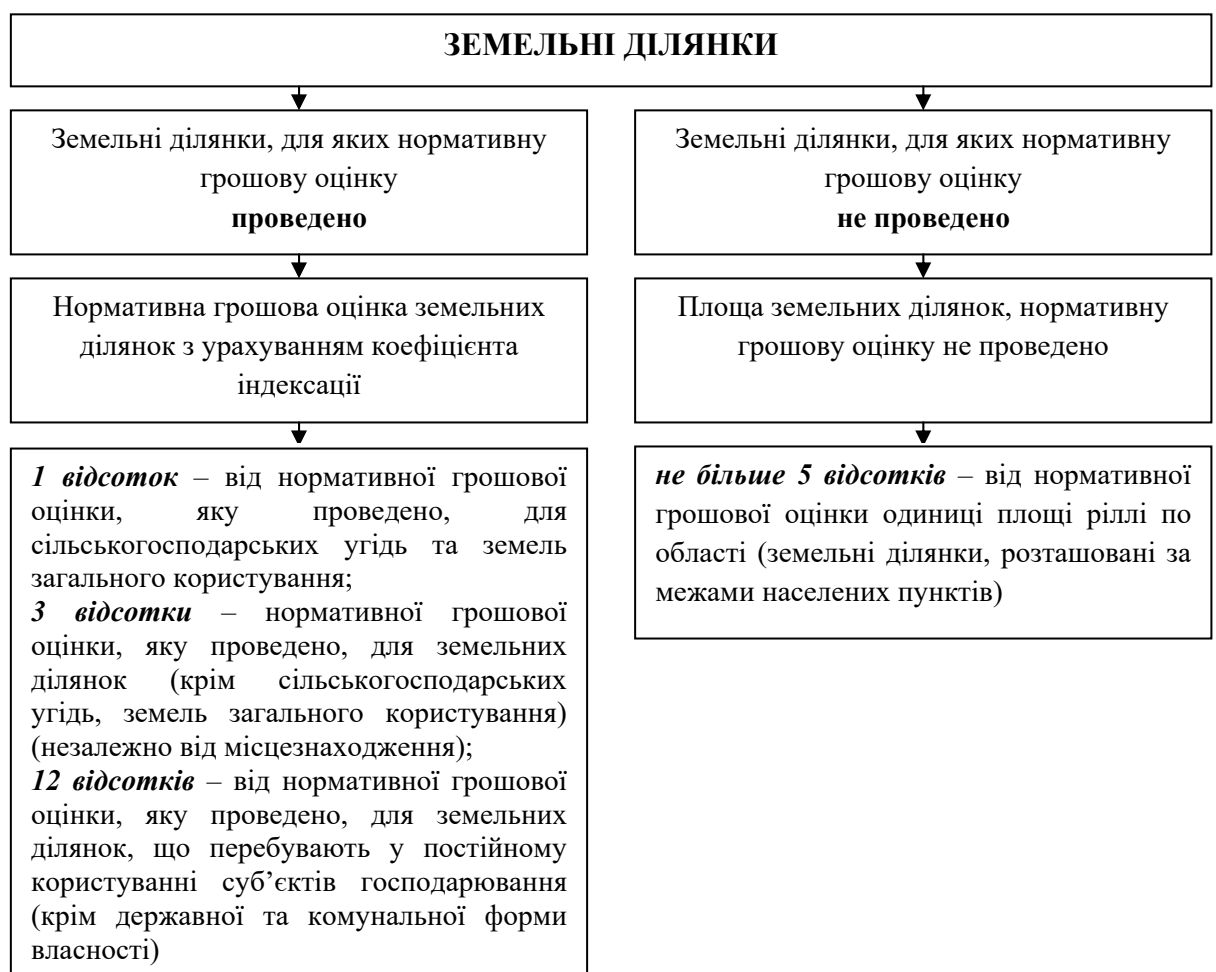 ЗЕМЕЛЬНІ ДІЛЯНКИ
Земельні ділянки, для яких нормативну
грошову оцінку
проведено
Земельні ділянки, для яких нормативну
грошову оцінку
не проведено
Нормативна грошова оцінка земельних
ділянок з урахуванням коефіцієнта
індексації
Площа земельних ділянок, нормативну
грошову оцінку не проведено
1 відсоток – від нормативної грошової
оцінки, яку проведено, для
сільськогосподарських угідь та земель
загального користування;
3 відсотки – нормативної грошової
оцінки, яку проведено, для земельних
ділянок (крім сільськогосподарських
угідь, земель загального користування)
(незалежно від місцезнаходження);
12 відсотків – від нормативної грошової
оцінки, яку проведено, для земельних
ділянок, що перебувають у постійному
користуванні суб’єктів господарювання
(крім державної та комунальної форми
власності)
не більше 5 відсотків – від нормативної
грошової оцінки одиниці площі ріллі по
області (земельні ділянки, розташовані за
межами населених пунктів)